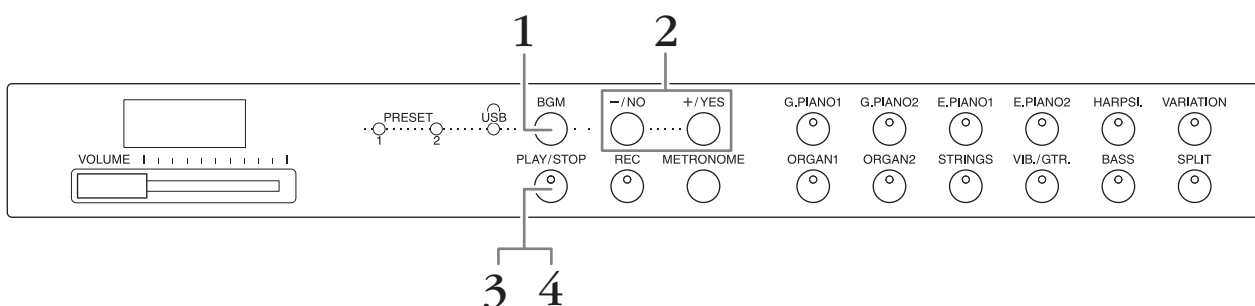 1 2
BGM −/NO +/YES G.PIANO1 G.PIANO2 E.PIANO1 E.PIANO2 HARPSI. VARIATION
PRESET USB
1 2
VOLUME PLAY/STOP REC METRONOME ORGAN1 ORGAN2 STRINGS VIB./GTR. BASS SPLIT
3 4